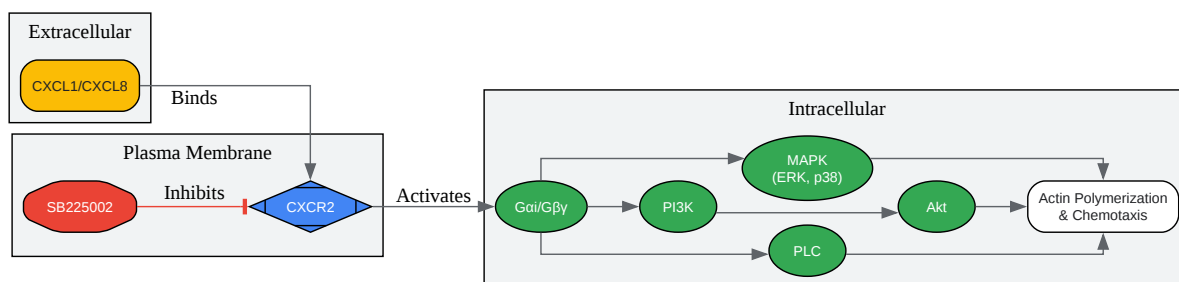 Extracellular
CXCL1/CXCL8
Binds
Plasma Membrane
SB225002
Inhibits
CXCR2
Activates
Intracellular
Gαi/Gβγ
MAPK
(ERK, p38)
PI3K
Akt
PLC
Actin Polymerization
& Chemotaxis